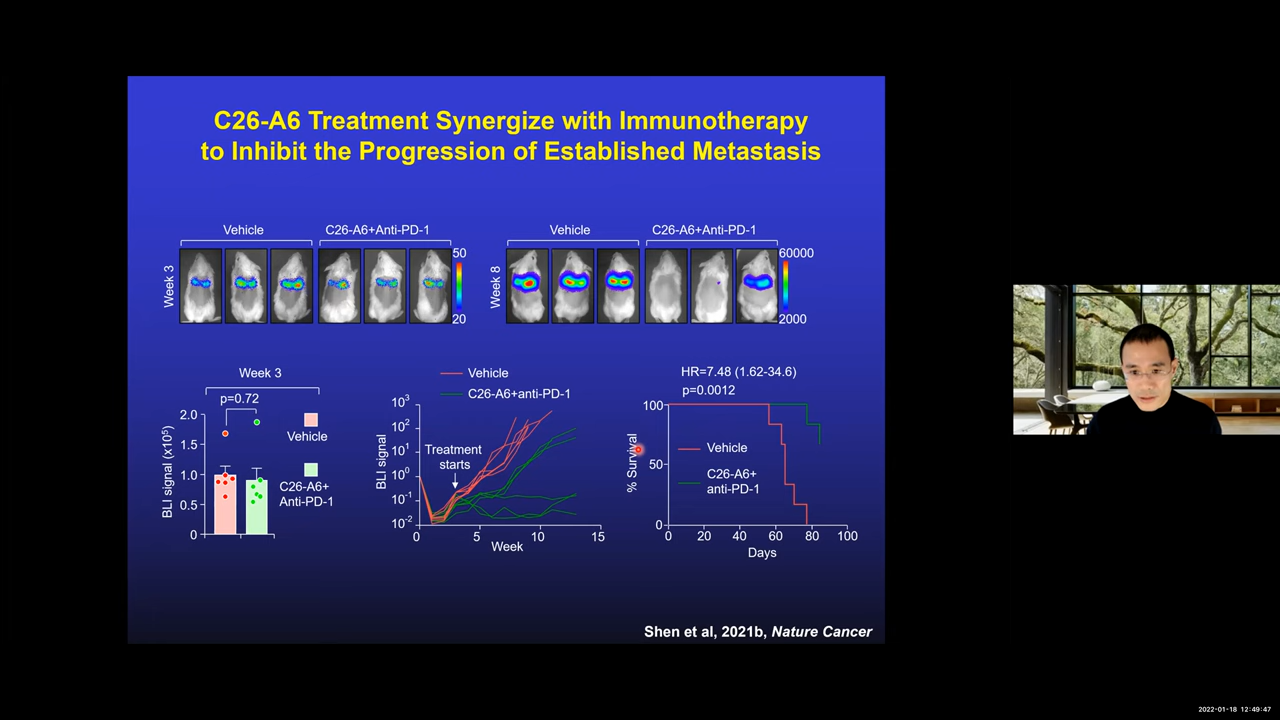 C26-A6 Treatment Synergize with Immunotherapy
to Inhibit the Progression of Established Metastasis
Vehicle
C26-A6+Anti-PD-1
Week 3
50
20
Vehicle
C26-A6+Anti-PD-1
Week 8
60000
2000
Week 3
p=0.72
BLI signal (x10⁵)
2.0
1.5
1.0
0.5
0
Vehicle
C26-A6+
Anti-PD-1
Vehicle
C26-A6+anti-PD-1
BLI signal
10³
10²
10¹
10⁰
10⁻¹
10⁻²
Treatment
starts
0
5
10
15
Week
HR=7.48 (1.62-34.6)
p=0.0012
% Survival
100
50
0
Vehicle
C26-A6+
anti-PD-1
0
20
40
60
80
100
Days
Shen et al, 2021b, Nature Cancer
2022-01-18 12:49:47